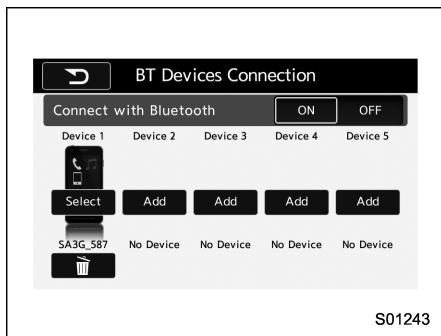 BT Devices Connection
Connect with Bluetooth ON OFF
Device 1 Device 2 Device 3 Device 4 Device 5
Select Add Add Add Add
SA3G_587 No Device No Device No Device No Device
S01243